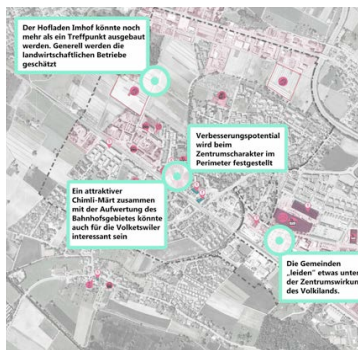 Der Hofladen Imhof könnte noch
mehr als ein Treffpunkt ausgebaut
werden. Generell werden die
landwirtschaftlichen Betriebe
geschätzt
Verbesserungspotential
wird beim
Zentrumscharakter im
Perimeter festgestellt
Ein attraktiver
Chimli-Märt zusammen
mit der Aufwertung des
Bahnhofsgebietes könnte
auch für die Volketswiler
interessant sein
Die Gemeinden
„leiden" etwas unter
der Zentrumswirkung
des Volkilands.